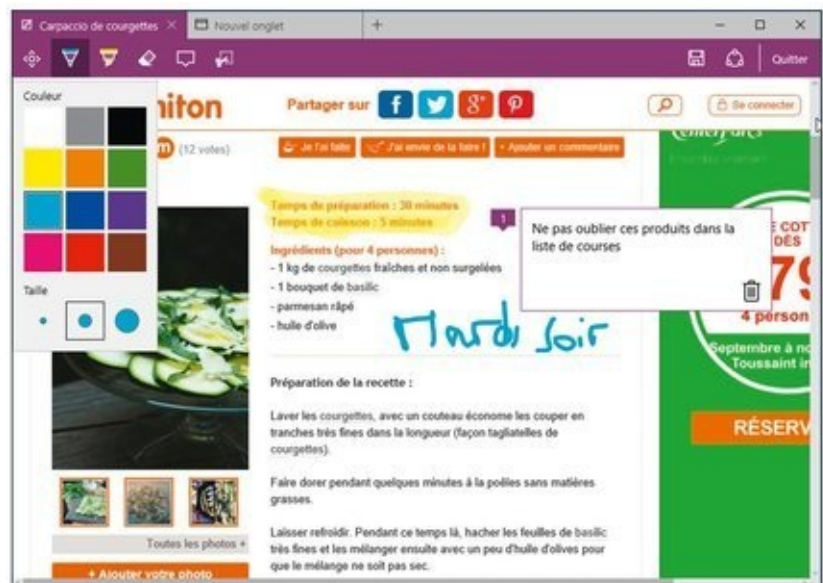 Carpaccio de courgettes
Nouvel onglet
Quitter
Couleur
Taille
niton
Partager sur
Se connecter
(12 votes)
Je l'ai faite
J'ai envie de la faire !
+ Ajouter un commentaire
Temps de préparation : 30 minutes
Temps de cuisson : 5 minutes
Ingrédients (pour 4 personnes) :
- 1 kg de courgettes fraîches et non surgelées
- 1 bouquet de basilic
- parmesan râpé
- huile d'olive
Mardi Soir
1
Ne pas oublier ces produits dans la
liste de courses
DÈS
79
4 person
Septembre à no
Toussaint in
RÉSERV
Préparation de la recette :
Laver les courgettes, avec un couteau économe les couper en
tranches très fines dans la longueur (façon tagliatelles de
courgettes).
Faire dorer pendant quelques minutes à la poêles sans matières
grasses.
Laisser refroidir. Pendant ce temps là, hacher les feuilles de basilic
très fines et les mélanger ensuite avec un peu d'huile d'olives pour
que le mélange ne soit pas sec.
Toutes les photos +
+ Ajouter votre photo